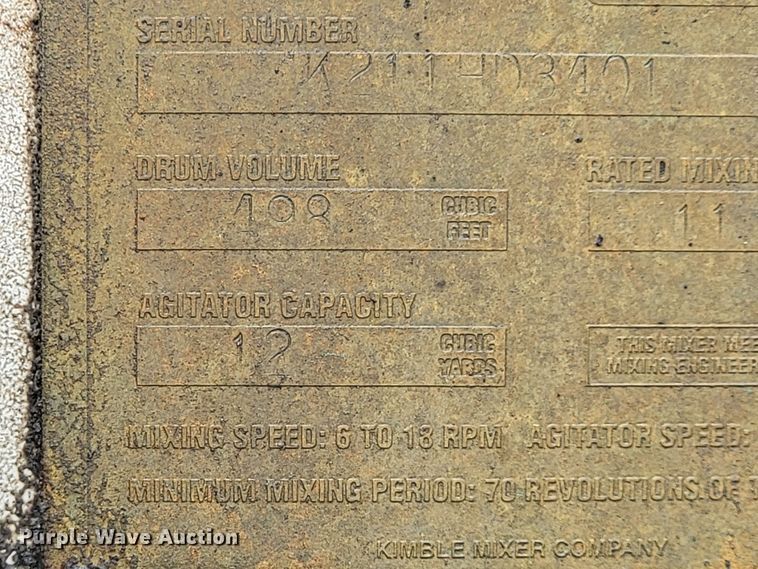 SERIAL NUMBER
K211HD3401
DRUM VOLUME RATED MIXIN
498 CUBIC FEET 11
AGITATOR CAPACITY
12 CUBIC YARDS
THIS MIXER MEE
MIXING ENGINEER
MIXING SPEED: 6 TO 18 RPM AGITATOR SPEED:
MINIMUM MIXING PERIOD: 70 REVOLUTIONS OF T
KIMBLE MIXER COMPANY
Purple Wave Auction